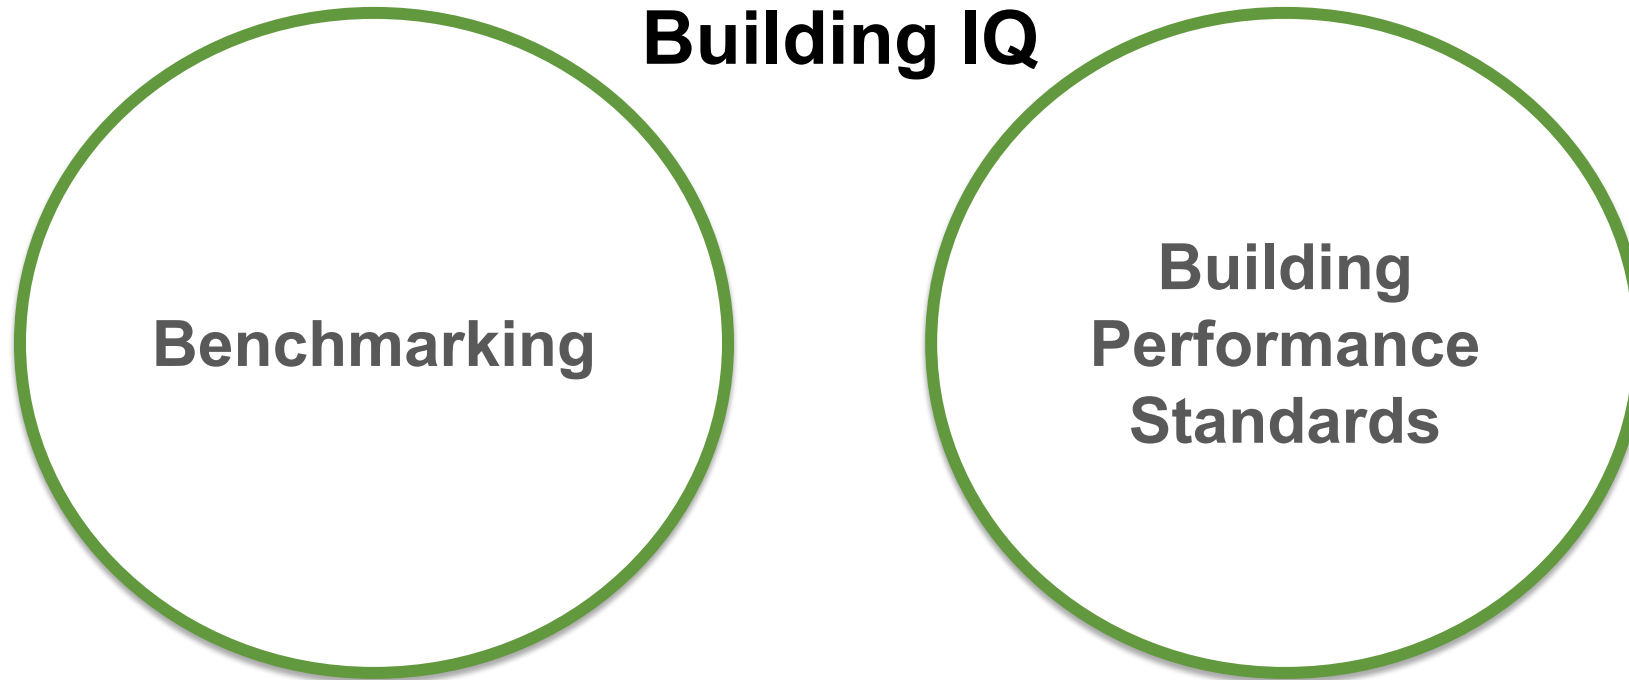 Building IQ
Benchmarking
Building
Performance
Standards